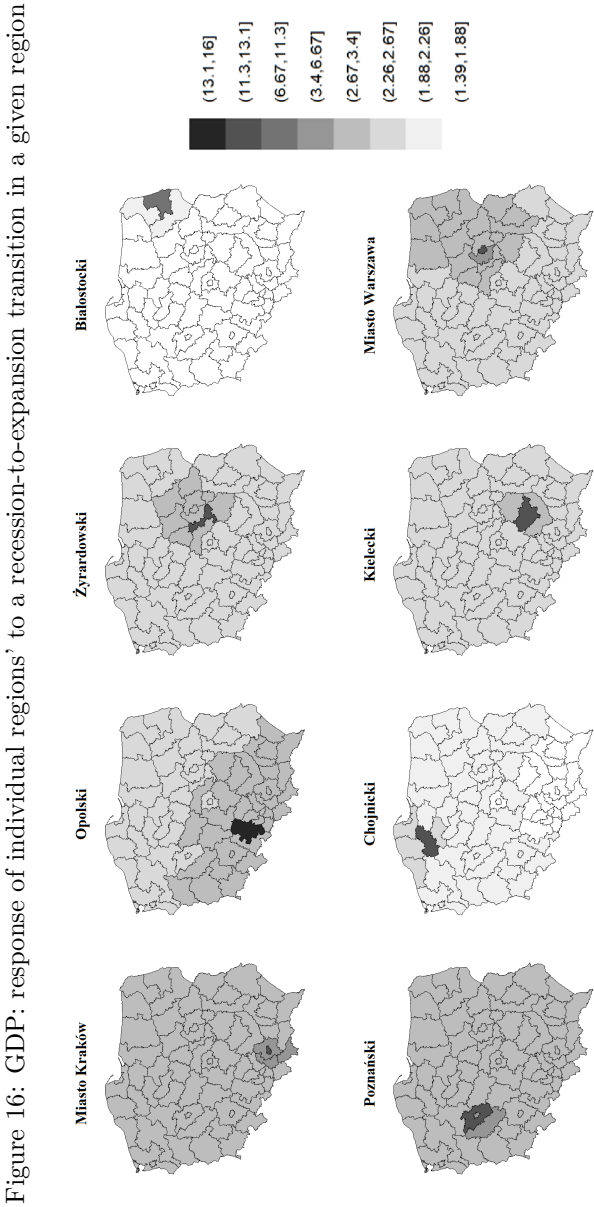 Figure 16: GDP: response of individual regions' to a recession-to-expansion transition in a given region
Miasto Kraków
Opolski
Żyrardowski
Białostocki
Poznański
Chojnicki
Kielecki
Miasto Warszawa
(13.1,16]
(11.3,13.1]
(6.67,11.3]
(3.4,6.67]
(2.67,3.4]
(2.26,2.67]
(1.88,2.26]
(1.39,1.88]